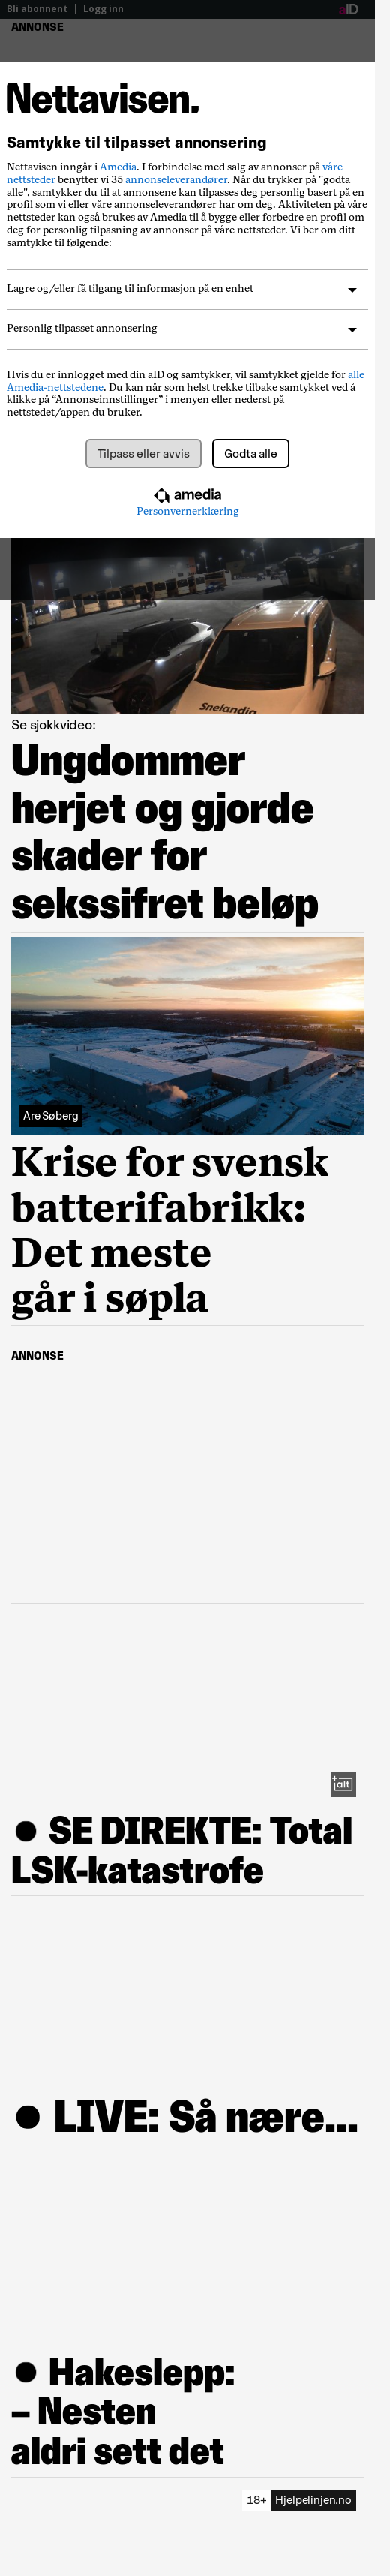 Bli abonnent | Logg inn
aID
ANNONSE
Nettavisen.
Samtykke til tilpasset annonsering
Nettavisen inngår i Amedia. I forbindelse med salg av annonser på våre
nettsteder benytter vi 35 annonseleverandører. Når du trykker på "godta
alle", samtykker du til at annonsene kan tilpasses deg personlig basert på en
profil som vi eller våre annonseleverandører har om deg. Aktiviteten på våre
nettsteder kan også brukes av Amedia til å bygge eller forbedre en profil om
deg for personlig tilpasning av annonser på våre nettsteder. Vi ber om ditt
samtykke til følgende:
Lagre og/eller få tilgang til informasjon på en enhet
Personlig tilpasset annonsering
Hvis du er innlogget med din aID og samtykker, vil samtykket gjelde for alle
Amedia-nettstedene. Du kan når som helst trekke tilbake samtykket ved å
klikke på “Annonseinnstillinger” i menyen eller nederst på
nettstedet/appen du bruker.
Tilpass eller avvis
Godta alle
amedia
Personvernerklæring
Snelandia
Se sjokkvideo:
Ungdommer
herjet og gjorde
skader for
sekssifret beløp
Are Søberg
Krise for svensk
batterifabrikk:
Det meste
går i søpla
ANNONSE
+alt
● SE DIREKTE: Total
LSK-katastrofe
● LIVE: Så nære...
● Hakeslepp:
– Nesten
aldri sett det
18+ Hjelpelinjen.no